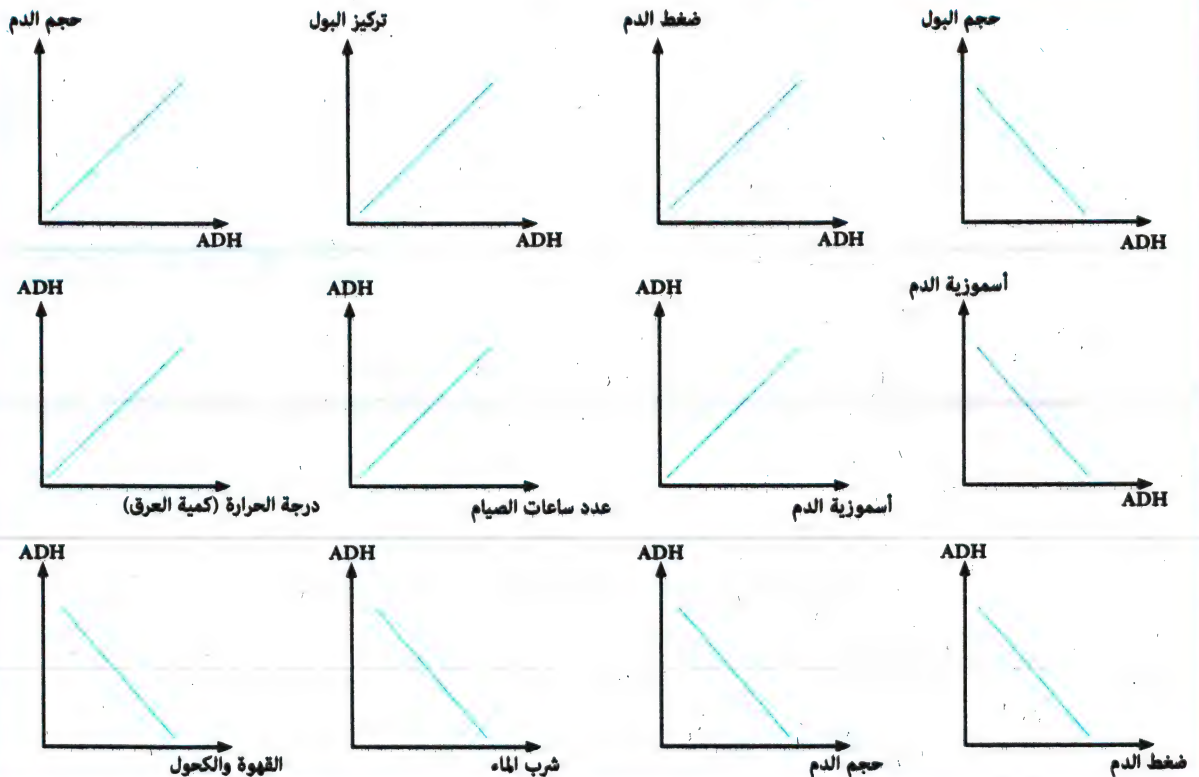 حجم البول
ضغط الدم
تركيز البول
حجم الدم
ADH
ADH
ADH
ADH
أسموزية الدم
ADH
ADH
ADH
ADH
أسموزية الدم
عدد ساعات الصيام
درجة الحرارة (كمية العرق)
ADH
ADH
ADH
ADH
ضغط الدم
حجم الدم
شرب الماء
القهوة والكحول